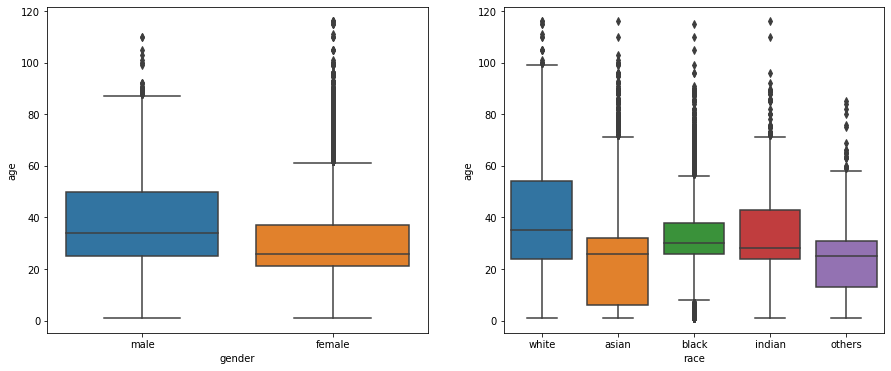 120
100
80
60
40
20
0
age
male
female
gender
120
100
80
60
40
20
0
age
white
asian
black
indian
others
race